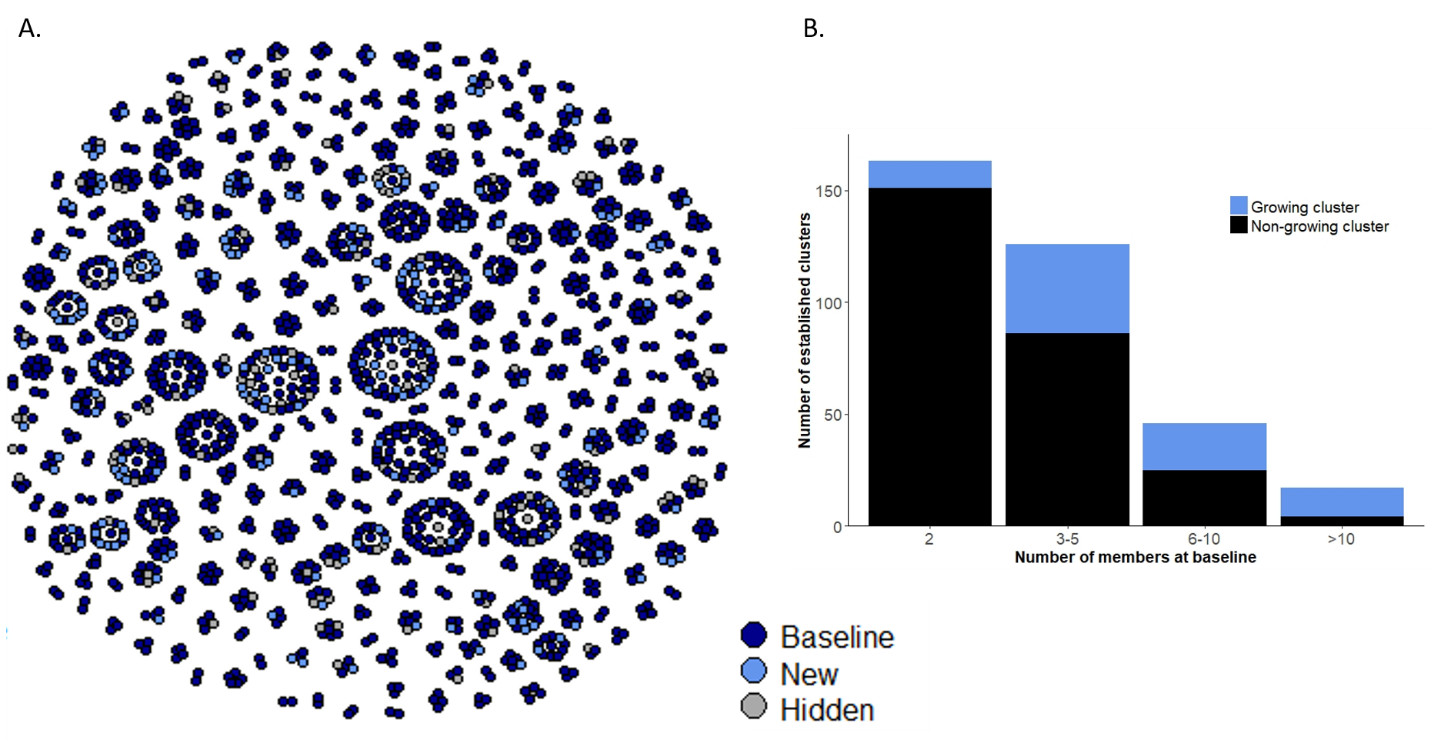 A.
B.
Number of established clusters
150
100
50
0
Growing cluster
Non-growing cluster
2
3-5
6-10
>10
Number of members at baseline
Baseline
New
Hidden